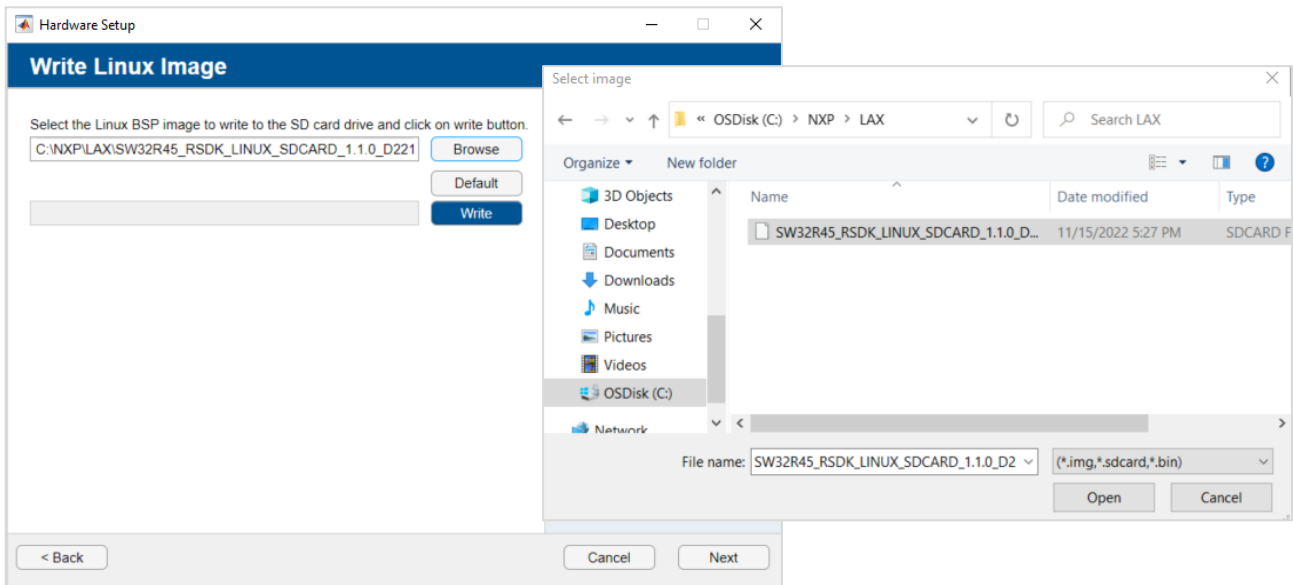 Hardware Setup
Write Linux Image
Select the Linux BSP image to write to the SD card drive and click on write button.
C:\NXP\LAX\SW32R45_RSDK_LINUX_SDCARD_1.1.0_D221
Browse
Default
Write
< Back
Cancel
Next
Select image
« OSDisk (C:) > NXP > LAX
Search LAX
Organize
New folder
3D Objects
Desktop
Documents
Downloads
Music
Pictures
Videos
OSDisk (C:)
Network
Name Date modified Type
SW32R45_RSDK_LINUX_SDCARD_1.1.0_D... 11/15/2022 5:27 PM SDCARD F
File name: SW32R45_RSDK_LINUX_SDCARD_1.1.0_D2 (*.img,*.sdcard,*.bin)
Open
Cancel